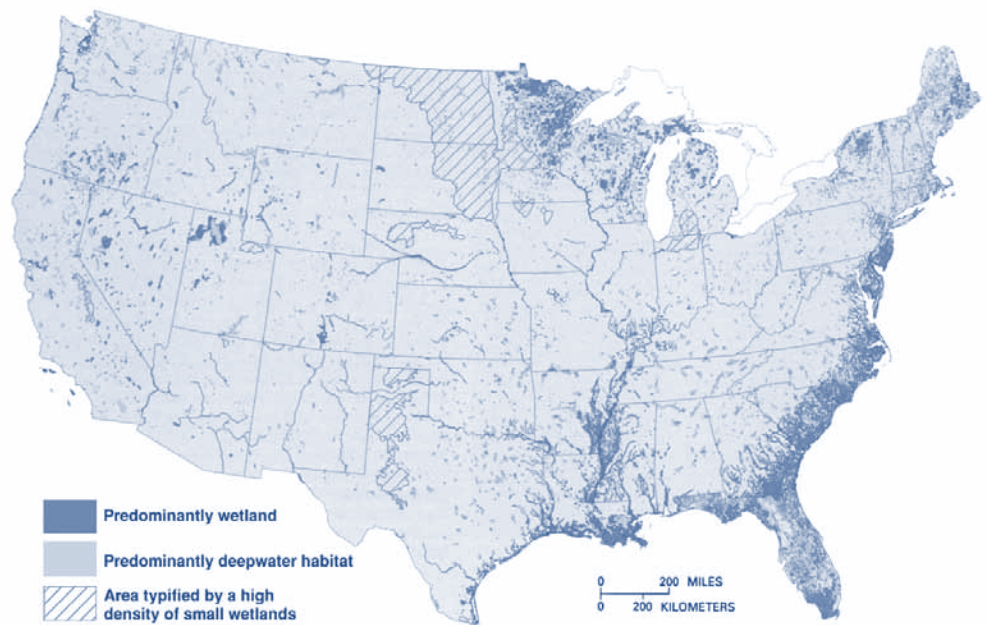 Predominantly wetland
Predominantly deepwater habitat
Area typified by a high
density of small wetlands
0 200 MILES
0 200 KILOMETERS